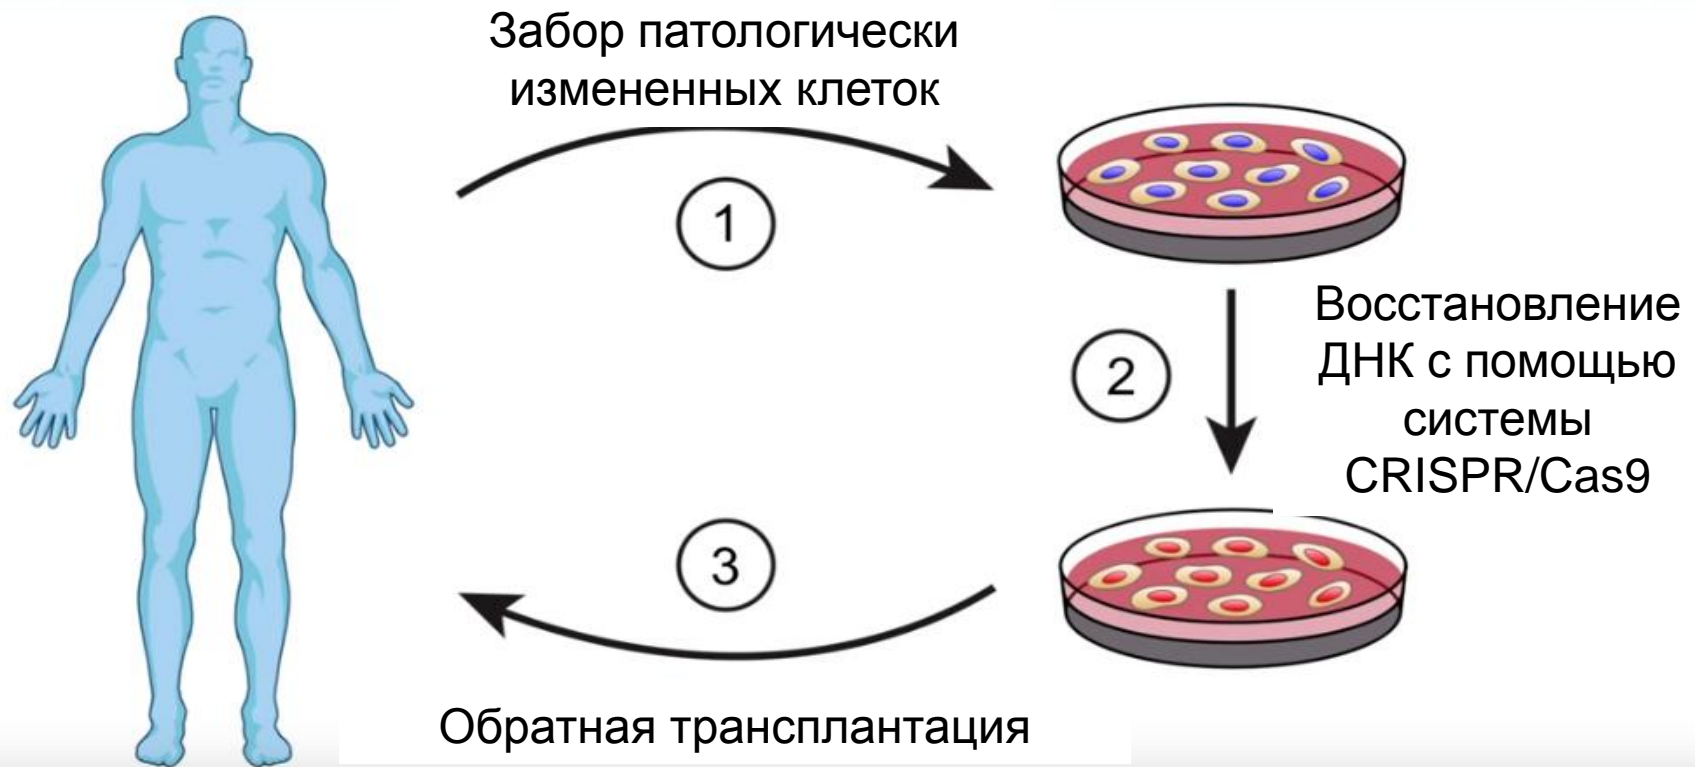 Забор патологически
измененных клеток
1
2
Восстановление
ДНК с помощью
системы
CRISPR/Cas9
3
Обратная трансплантация